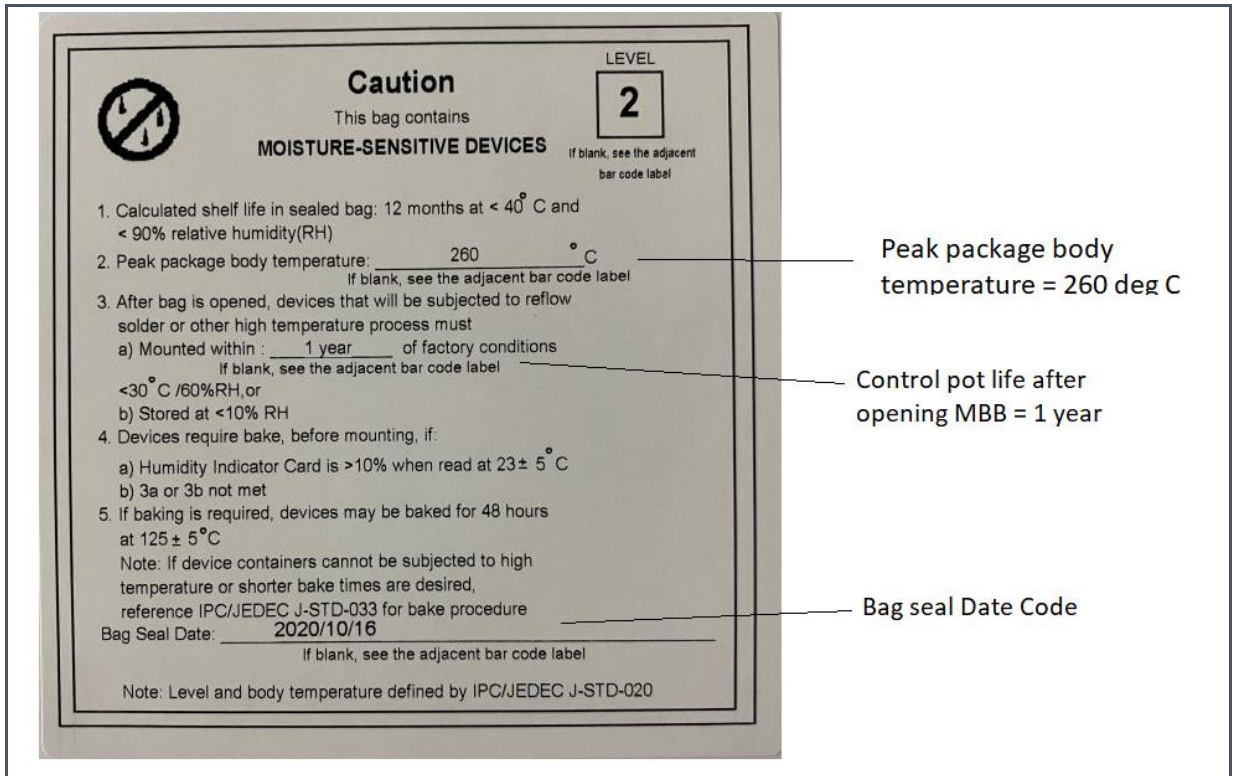 Caution
This bag contains
MOISTURE-SENSITIVE DEVICES
LEVEL
2
If blank, see the adjacent
bar code label
1. Calculated shelf life in sealed bag: 12 months at < 40° C and
< 90% relative humidity(RH)
2. Peak package body temperature: 260 °C
If blank, see the adjacent bar code label
3. After bag is opened, devices that will be subjected to reflow
solder or other high temperature process must
a) Mounted within : 1 year of factory conditions
If blank, see the adjacent bar code label
<30°C /60%RH,or
b) Stored at <10% RH
4. Devices require bake, before mounting, if:
a) Humidity Indicator Card is >10% when read at 23± 5°C
b) 3a or 3b not met
5. If baking is required, devices may be baked for 48 hours
at 125± 5°C
Note: If device containers cannot be subjected to high
temperature or shorter bake times are desired,
reference IPC/JEDEC J-STD-033 for bake procedure
Bag Seal Date: 2020/10/16
If blank, see the adjacent bar code label
Note: Level and body temperature defined by IPC/JEDEC J-STD-020
Peak package body
temperature = 260 deg C
Control pot life after
opening MBB = 1 year
Bag seal Date Code